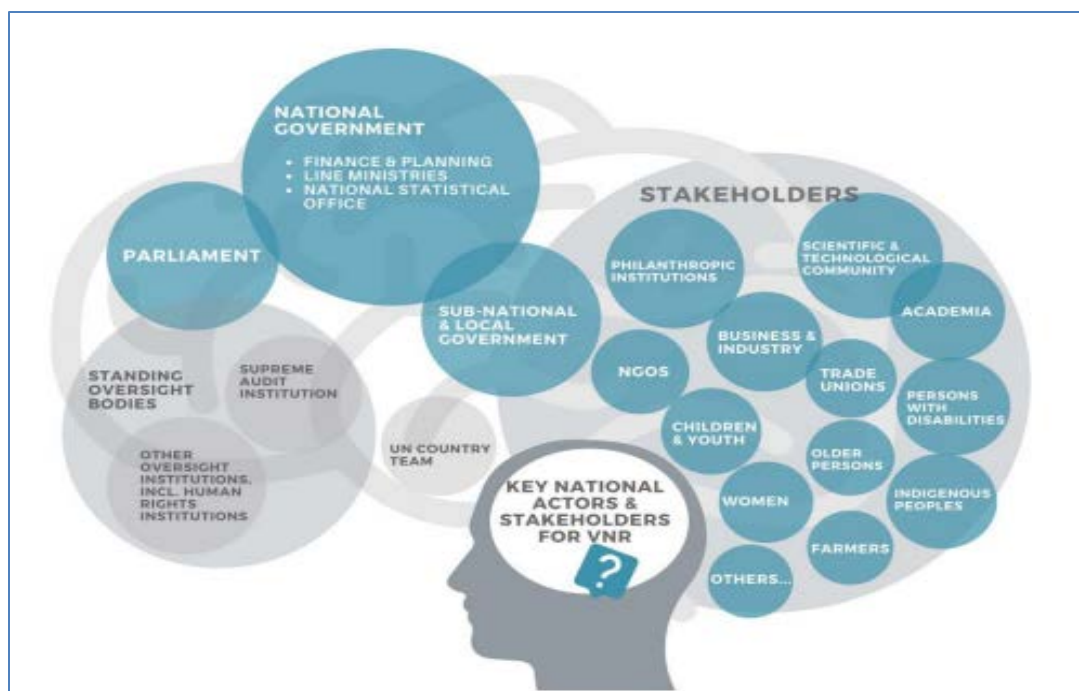 NATIONAL
GOVERNMENT
• FINANCE & PLANNING
• LINE MINISTRIES
• NATIONAL STATISTICAL
OFFICE
PARLIAMENT
SUB-NATIONAL
& LOCAL
GOVERNMENT
STANDING
OVERSIGHT
BODIES
SUPREME
AUDIT
INSTITUTION
OTHER
OVERSIGHT
INSTITUTIONS,
INCL. HUMAN
RIGHTS
INSTITUTIONS
UN COUNTRY
TEAM
KEY NATIONAL
ACTORS &
STAKEHOLDERS
FOR VNR
?
STAKEHOLDERS
PHILANTHROPIC
INSTITUTIONS
SCIENTIFIC &
TECHNOLOGICAL
COMMUNITY
ACADEMIA
BUSINESS &
INDUSTRY
NGOS
TRADE
UNIONS
PERSONS
WITH
DISABILITIES
CHILDREN
& YOUTH
OLDER
PERSONS
WOMEN
INDIGENOUS
PEOPLES
FARMERS
OTHERS...